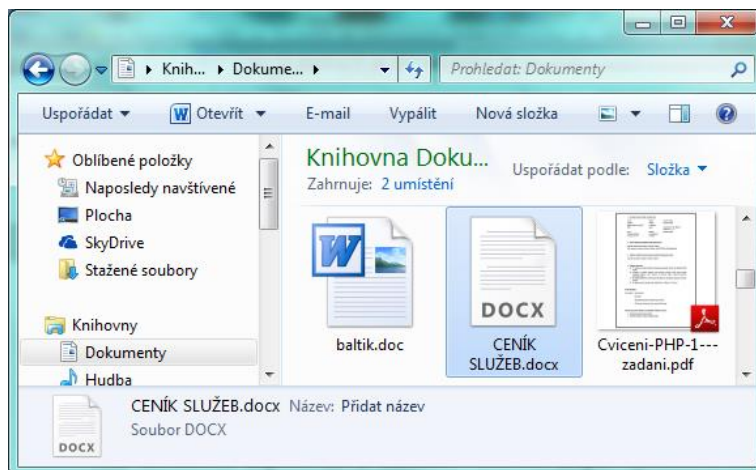 Knih... Dokume...
Prohledat: Dokumenty
Uspořádat Otevřít E-mail Vypálit Nová složka
Oblíbené položky
Naposledy navštívené
Plocha
SkyDrive
Stažené soubory
Knihovny
Dokumenty
Hudba
Knihovna Doku...
Zahrnuje: 2 umístění
Uspořádat podle: Složka
W
DOCX
baltik.doc
CENÍK
SLUŽEB.docx
Cviceni-PHP-1---
zadani.pdf
DOCX
CENÍK SLUŽEB.docx Název: Přidat název
Soubor DOCX